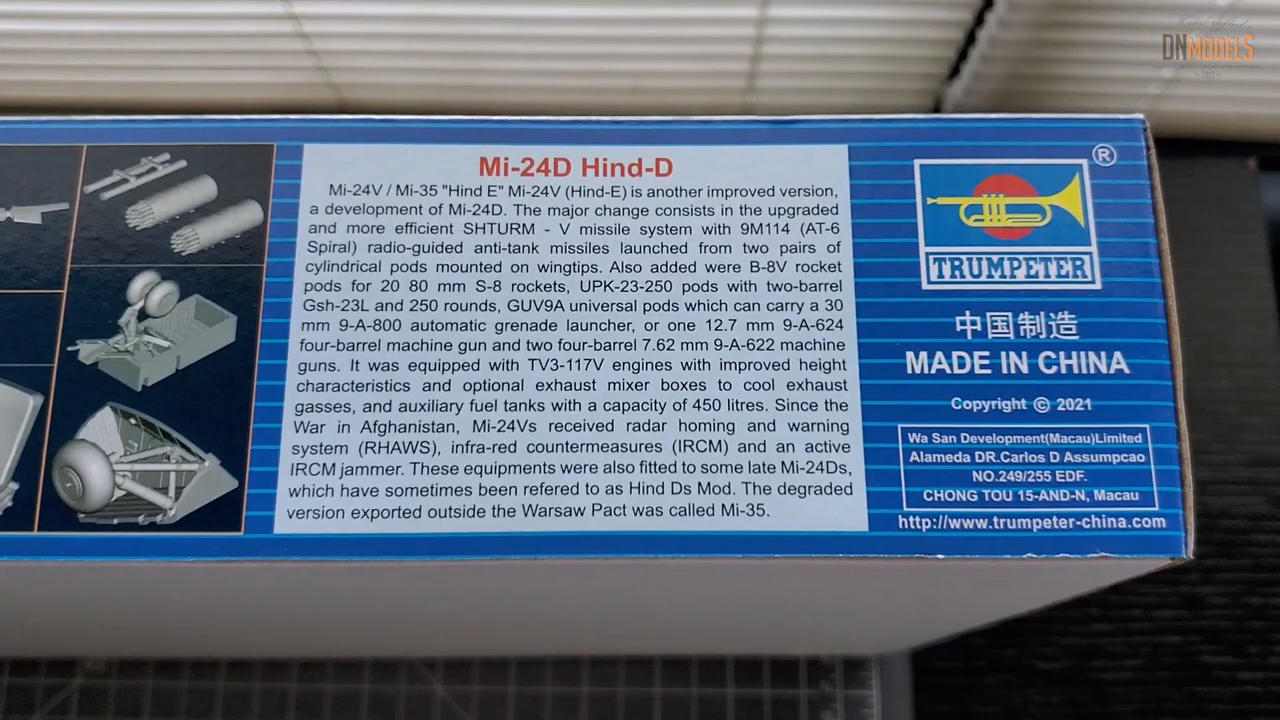 DNMODELS
Mi-24D Hind-D
Mi-24V / Mi-35 "Hind E" Mi-24V (Hind-E) is another improved version,
a development of Mi-24D. The major change consists in the upgraded
and more efficient SHTURM - V missile system with 9M114 (AT-6
Spiral) radio-guided anti-tank missiles launched from two pairs of
cylindrical pods mounted on wingtips. Also added were B-8V rocket
pods for 20 80 mm S-8 rockets, UPK-23-250 pods with two-barrel
Gsh-23L and 250 rounds, GUV9A universal pods which can carry a 30
mm 9-A-800 automatic grenade launcher, or one 12.7 mm 9-A-624
four-barrel machine gun and two four-barrel 7.62 mm 9-A-622 machine
guns. It was equipped with TV3-117V engines with improved height
characteristics and optional exhaust mixer boxes to cool exhaust
gasses, and auxiliary fuel tanks with a capacity of 450 litres. Since the
War in Afghanistan, Mi-24Vs received radar homing and warning
system (RHAWS), infra-red countermeasures (IRCM) and an active
IRCM jammer. These equipments were also fitted to some late Mi-24Ds,
which have sometimes been refered to as Hind Ds Mod. The degraded
version exported outside the Warsaw Pact was called Mi-35.
®
TRUMPETER
中国制造
MADE IN CHINA
Copyright © 2021
Wa San Development(Macau)Limited
Alameda DR.Carlos D Assumpcao
NO.249/255 EDF.
CHONG TOU 15-AND-N, Macau
http://www.trumpeter-china.com